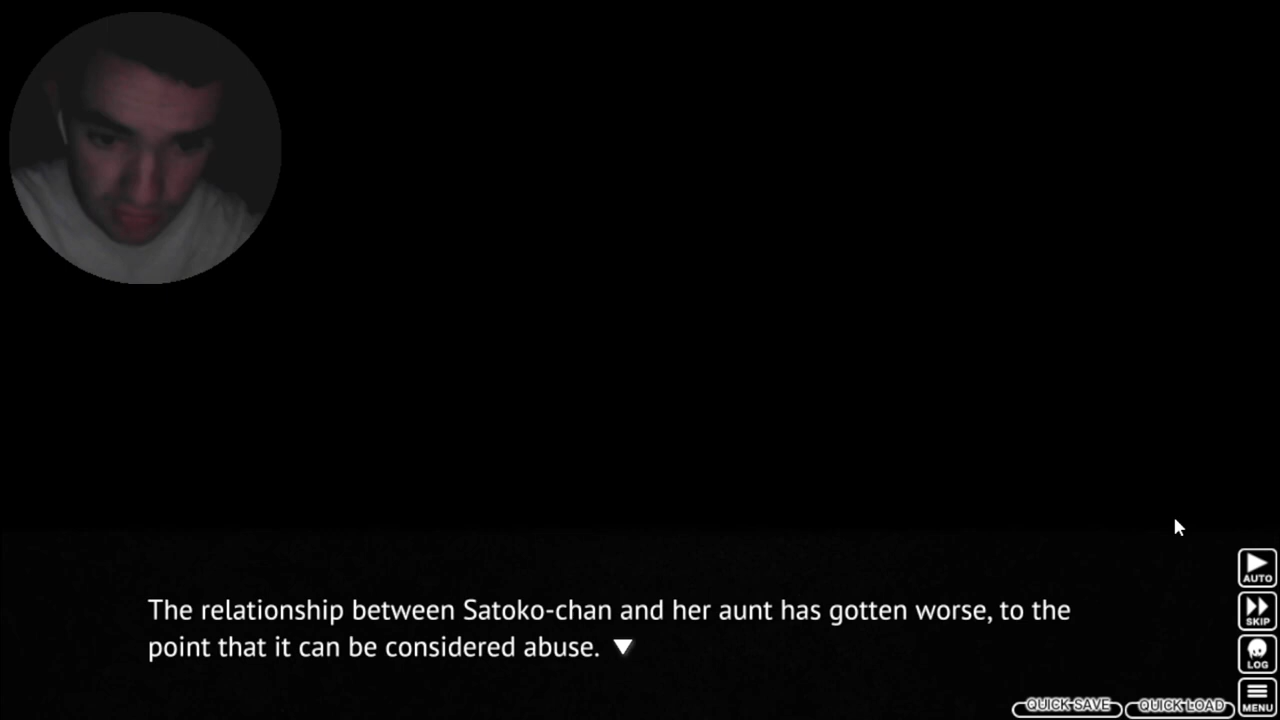 The relationship between Satoko-chan and her aunt has gotten worse, to the
point that it can be considered abuse.
AUTO
SKIP
LOG
QUICK SAVE QUICK LOAD
MENU